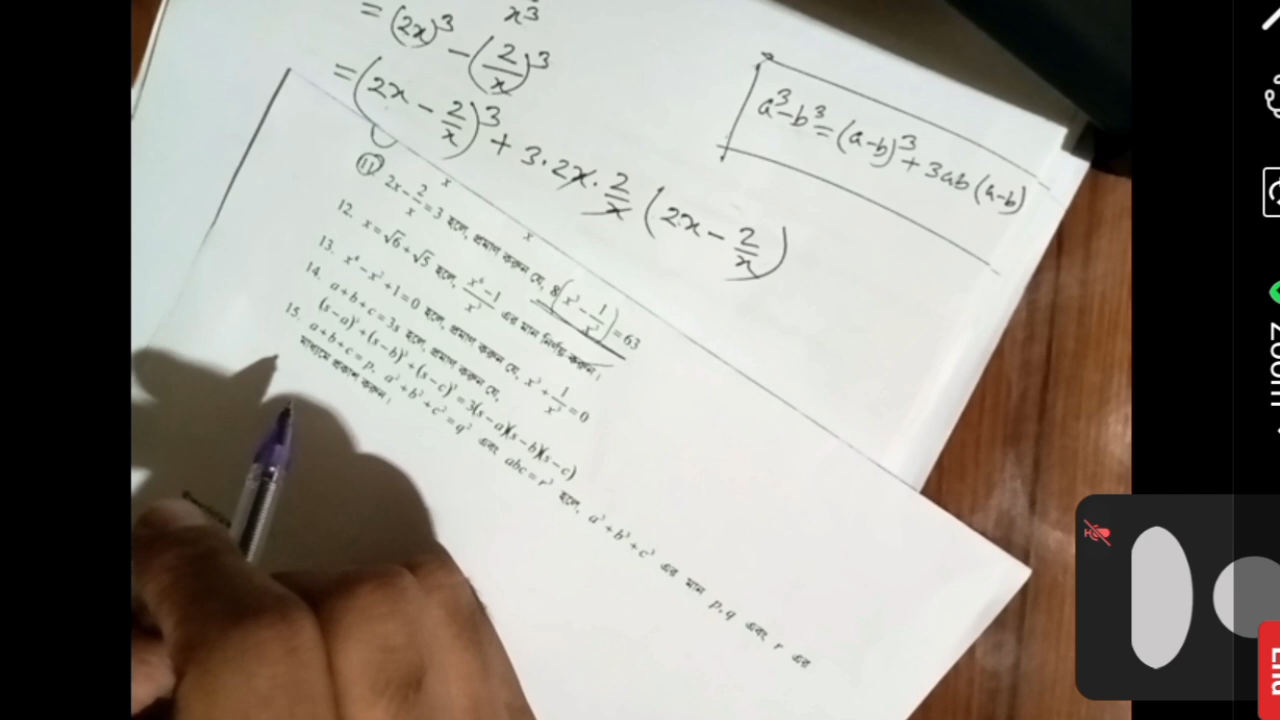 x³
= (2x)³ - (2/x)³
= (2x - 2/x)³ + 3·2x·2/x (2x - 2/x)
a³-b³ = (a-b)³ + 3ab(a-b)
x
x
11 2x - 2/x = 3 হলে, প্রমাণ করুন যে, 8(x³ - 1/x³) = 63
12. x = √6 + √5 হলে, x⁶-1/x³ এর মান নির্ণয় করুন।
13. x⁴ - x² + 1 = 0 হলে, প্রমাণ করুন যে, x³ + 1/x³ = 0
14. a + b + c = 3s হলে, প্রমাণ করুন যে,
(s-a)³ + (s-b)³ + (s-c)³ = 3(s-a)(s-b)(s-c)
15. a + b + c = p, a² + b² + c² = q² এবং abc = r³ হলে, a³ + b³ + c³ এর মান p, q এবং r এর
মাধ্যমে প্রকাশ করুন।
zoom
End